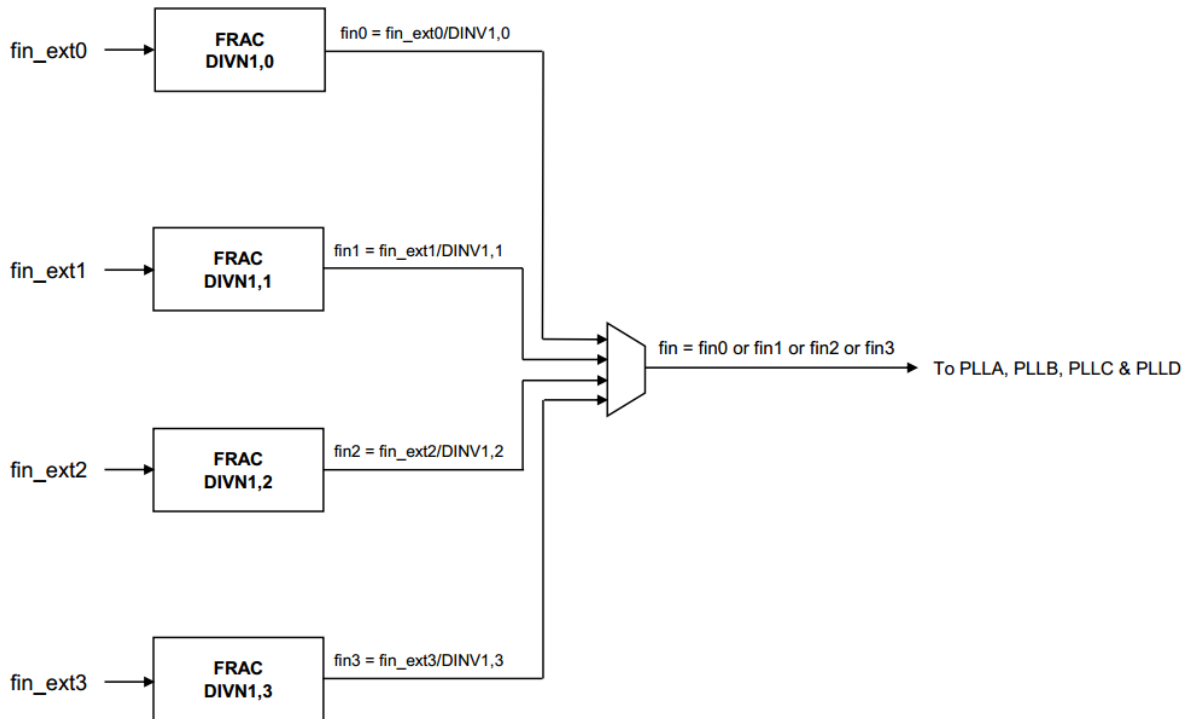 fin_ext0
FRAC
DIVN1,0
fin0 = fin_ext0/DINV1,0
fin_ext1
FRAC
DIVN1,1
fin1 = fin_ext1/DINV1,1
fin = fin0 or fin1 or fin2 or fin3
To PLLA, PLLB, PLLC & PLLD
fin_ext2
FRAC
DIVN1,2
fin2 = fin_ext2/DINV1,2
fin_ext3
FRAC
DIVN1,3
fin3 = fin_ext3/DINV1,3